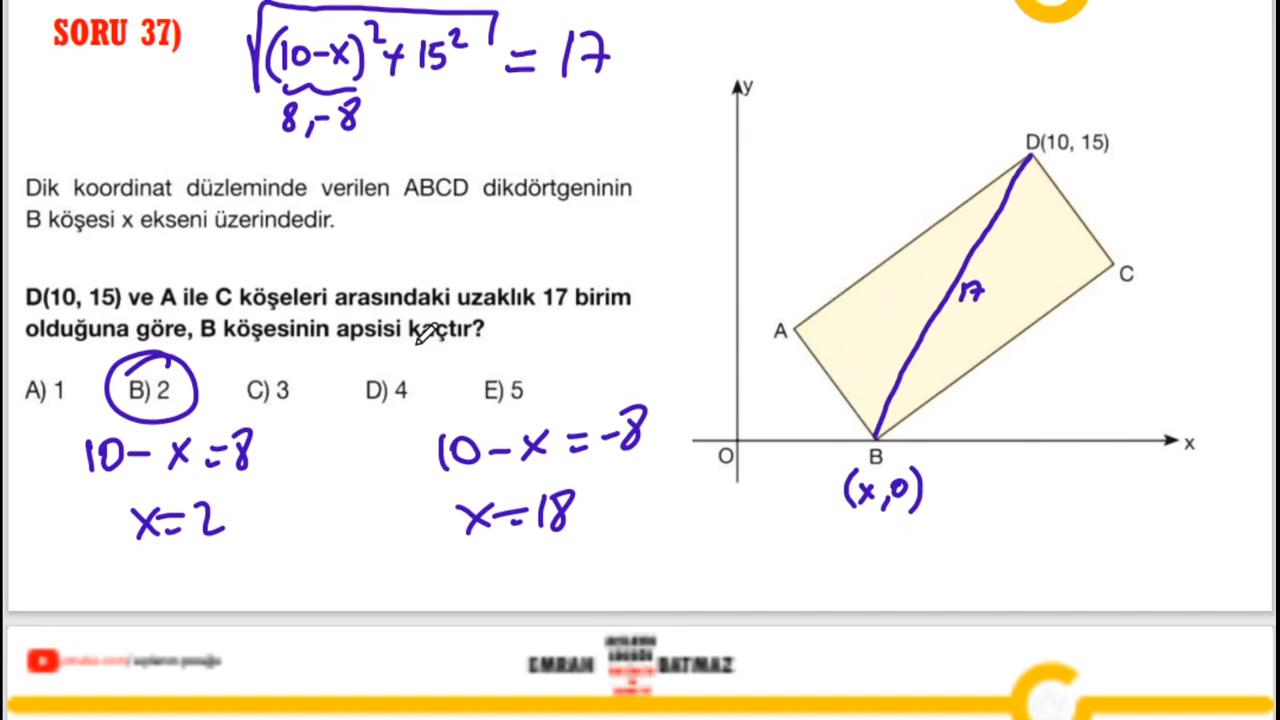 SORU 37)
√((10-x)²+15²) = 17
8,-8
Dik koordinat düzleminde verilen ABCD dikdörtgeninin
B köşesi x ekseni üzerindedir.
D(10, 15) ve A ile C köşeleri arasındaki uzaklık 17 birim
olduğuna göre, B köşesinin apsisi kaçtır?
A) 1 B) 2 C) 3 D) 4 E) 5
10-x=8 10-x=-8
x=2 x=18
y
D(10, 15)
C
17
A
O B x
(x,0)
EMRAH BATMAZ